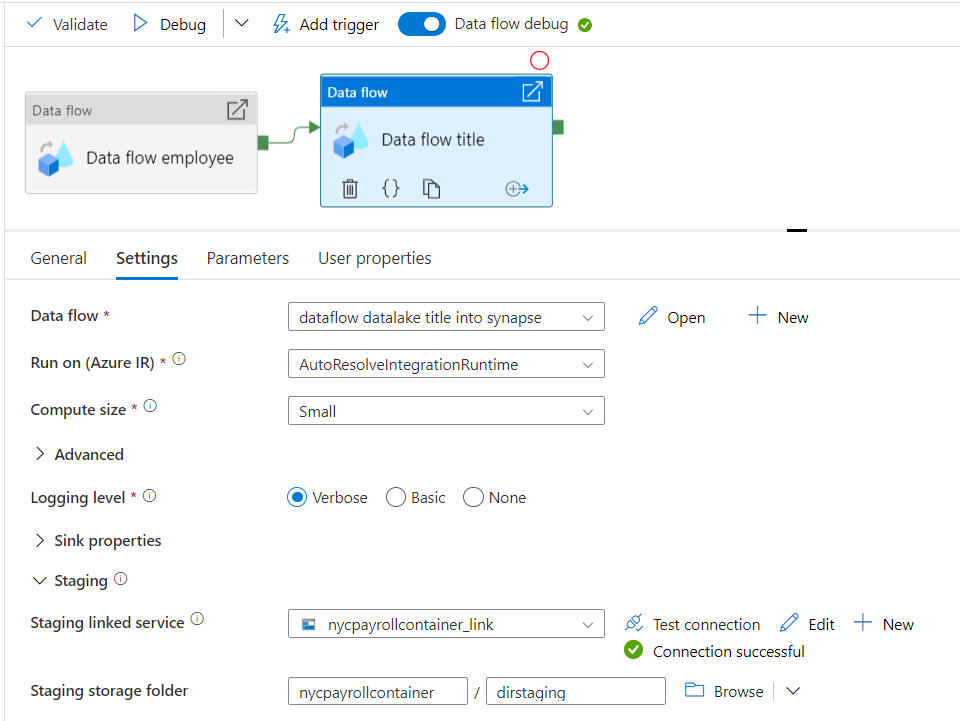 Validate Debug Add trigger Data flow debug
Data flow
Data flow employee
Data flow
Data flow title
{}
General Settings Parameters User properties
Data flow * dataflow datalake title into synapse Open New
Run on (Azure IR) * AutoResolveIntegrationRuntime
Compute size * Small
Advanced
Logging level * Verbose Basic None
Sink properties
Staging
Staging linked service nycpayrollcontainer_link Test connection Edit New
Connection successful
Staging storage folder nycpayrollcontainer / dirstaging Browse